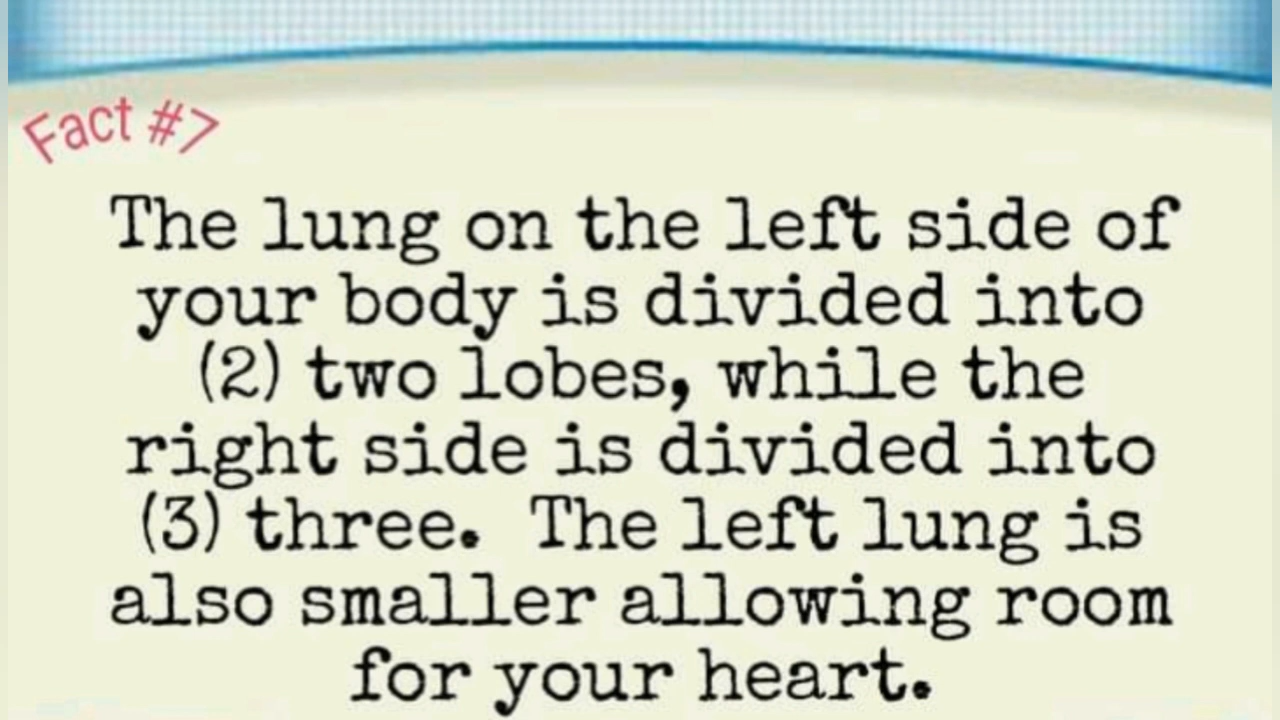 Fact #7
The lung on the left side of
your body is divided into
(2) two lobes, while the
right side is divided into
(3) three. The left lung is
also smaller allowing room
for your heart.